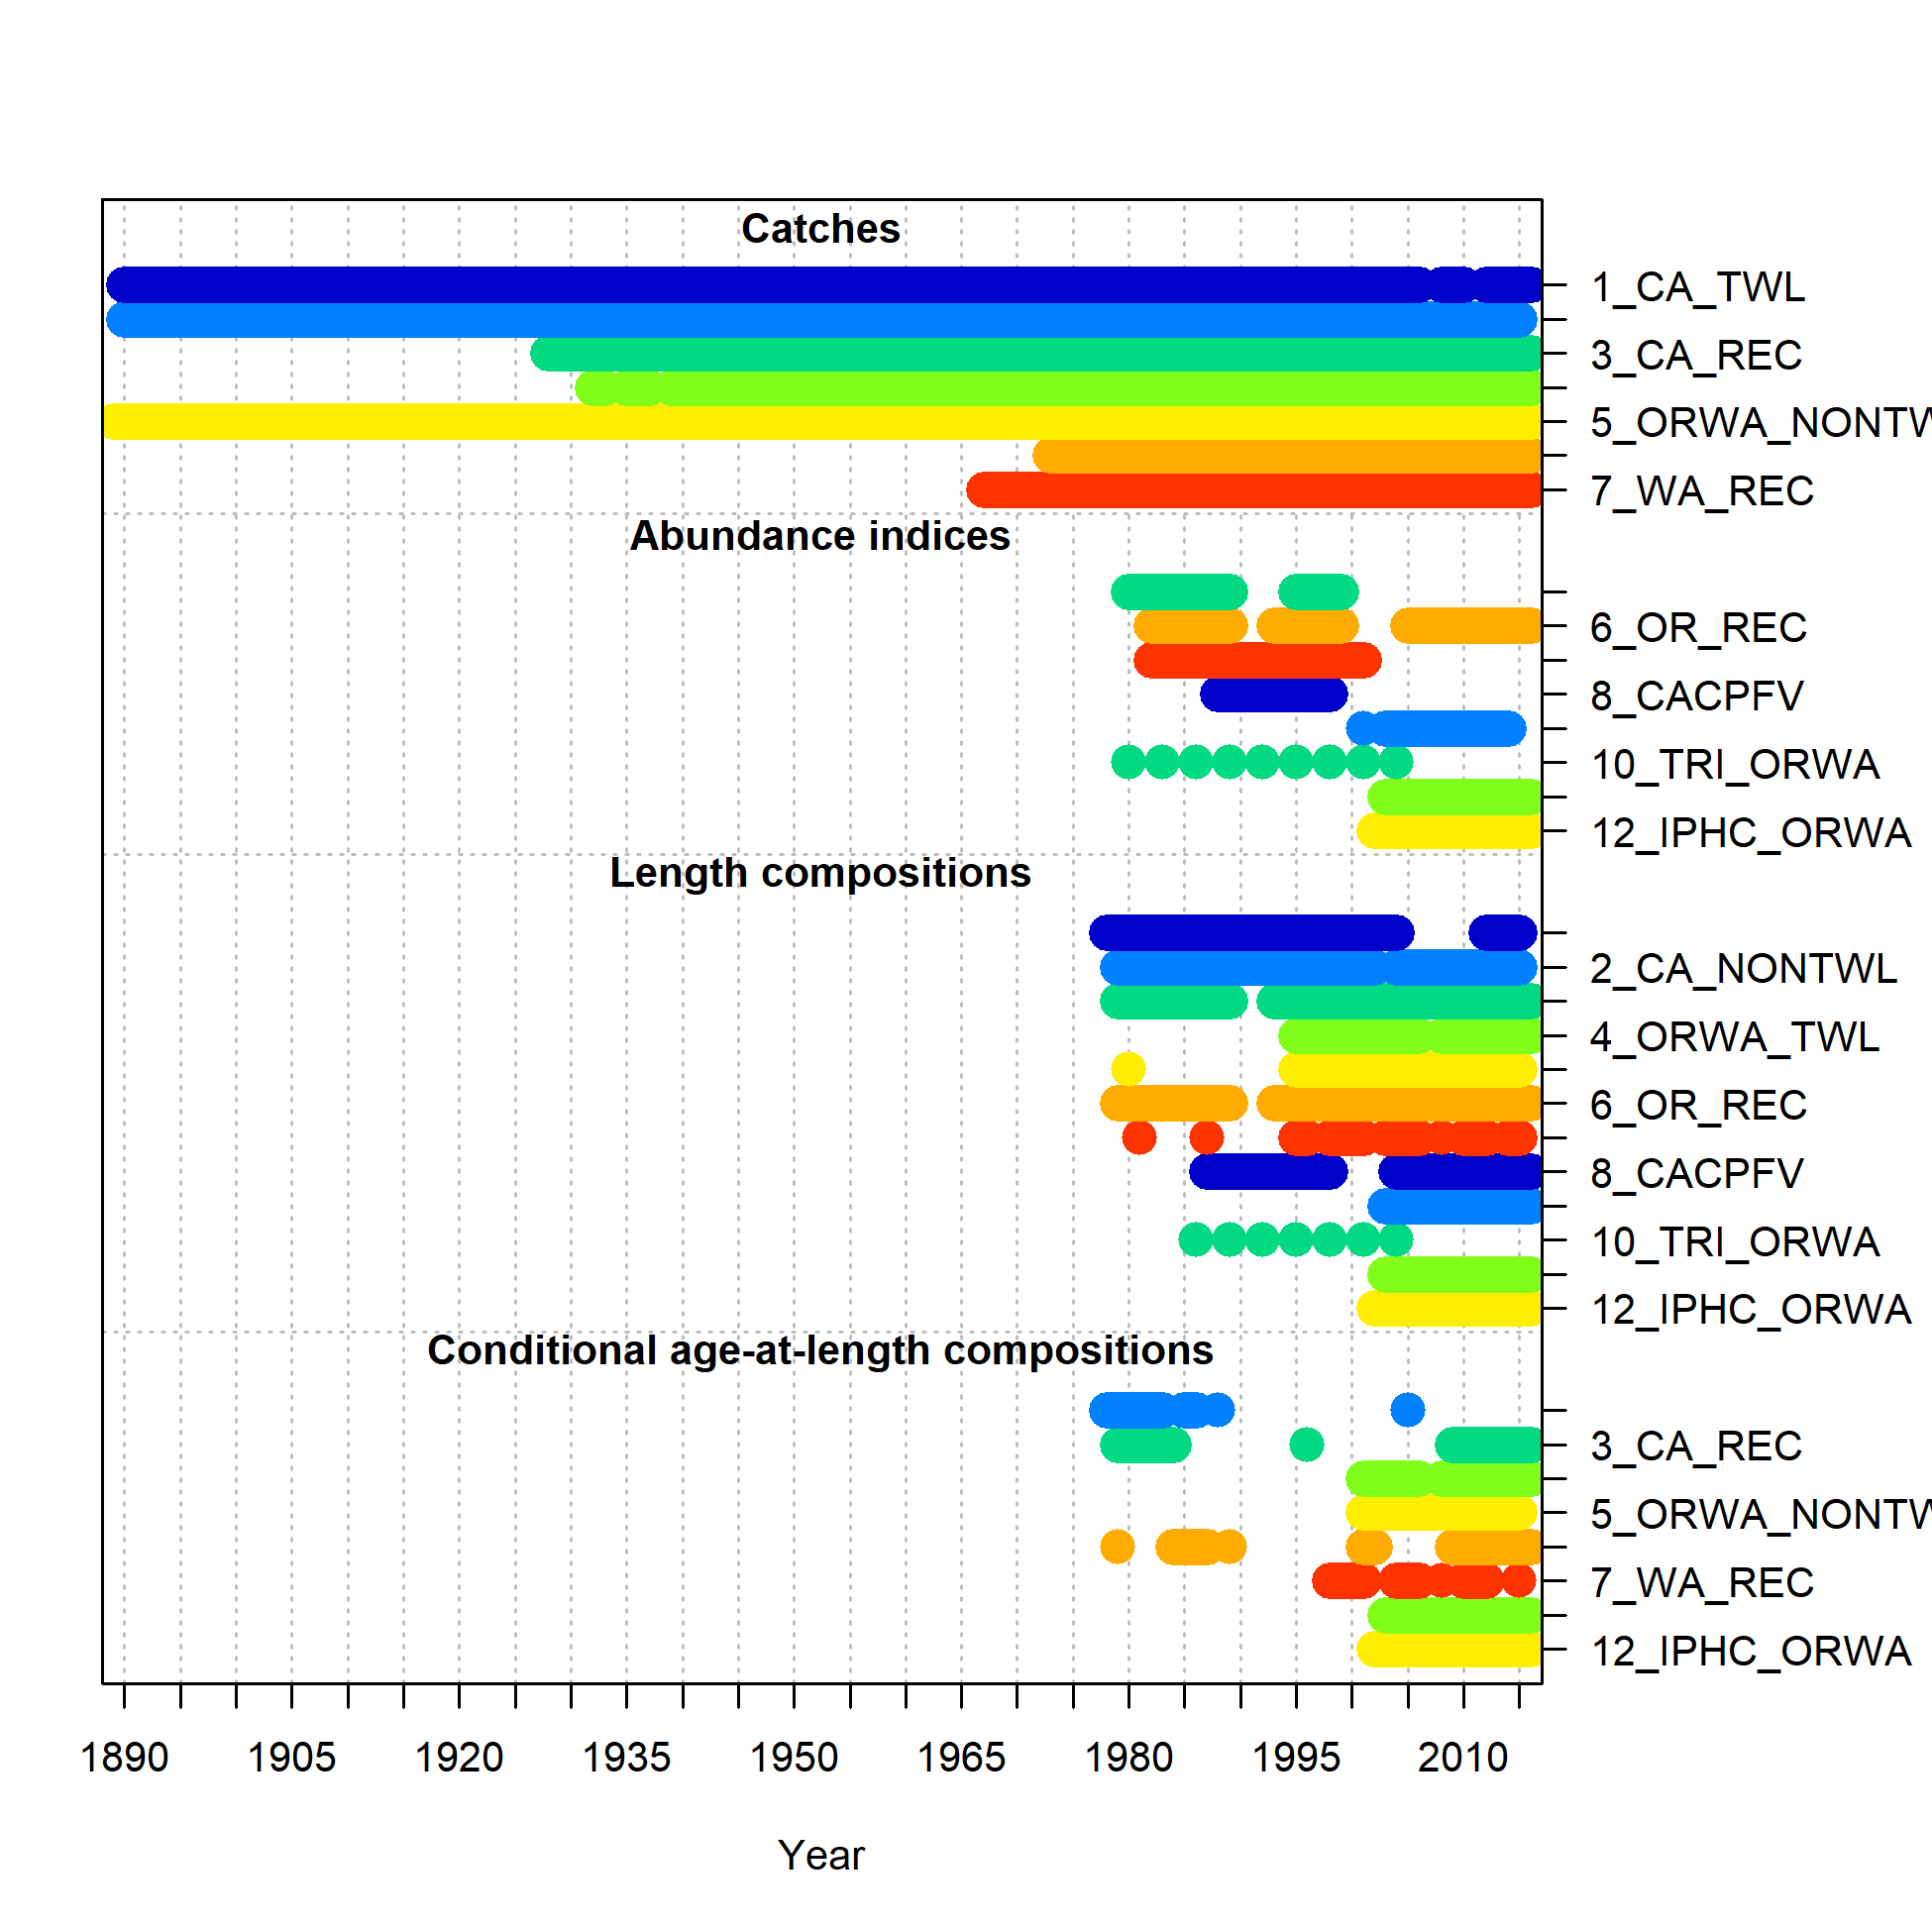 Catches
1_CA_TWL
3_CA_REC
5_ORWA_NONTW
7_WA_REC
Abundance indices
6_OR_REC
8_CACPFV
10_TRI_ORWA
12_IPHC_ORWA
Length compositions
2_CA_NONTWL
4_ORWA_TWL
6_OR_REC
8_CACPFV
10_TRI_ORWA
12_IPHC_ORWA
Conditional age-at-length compositions
3_CA_REC
5_ORWA_NONTW
7_WA_REC
12_IPHC_ORWA
1890 1905 1920 1935 1950 1965 1980 1995 2010
Year